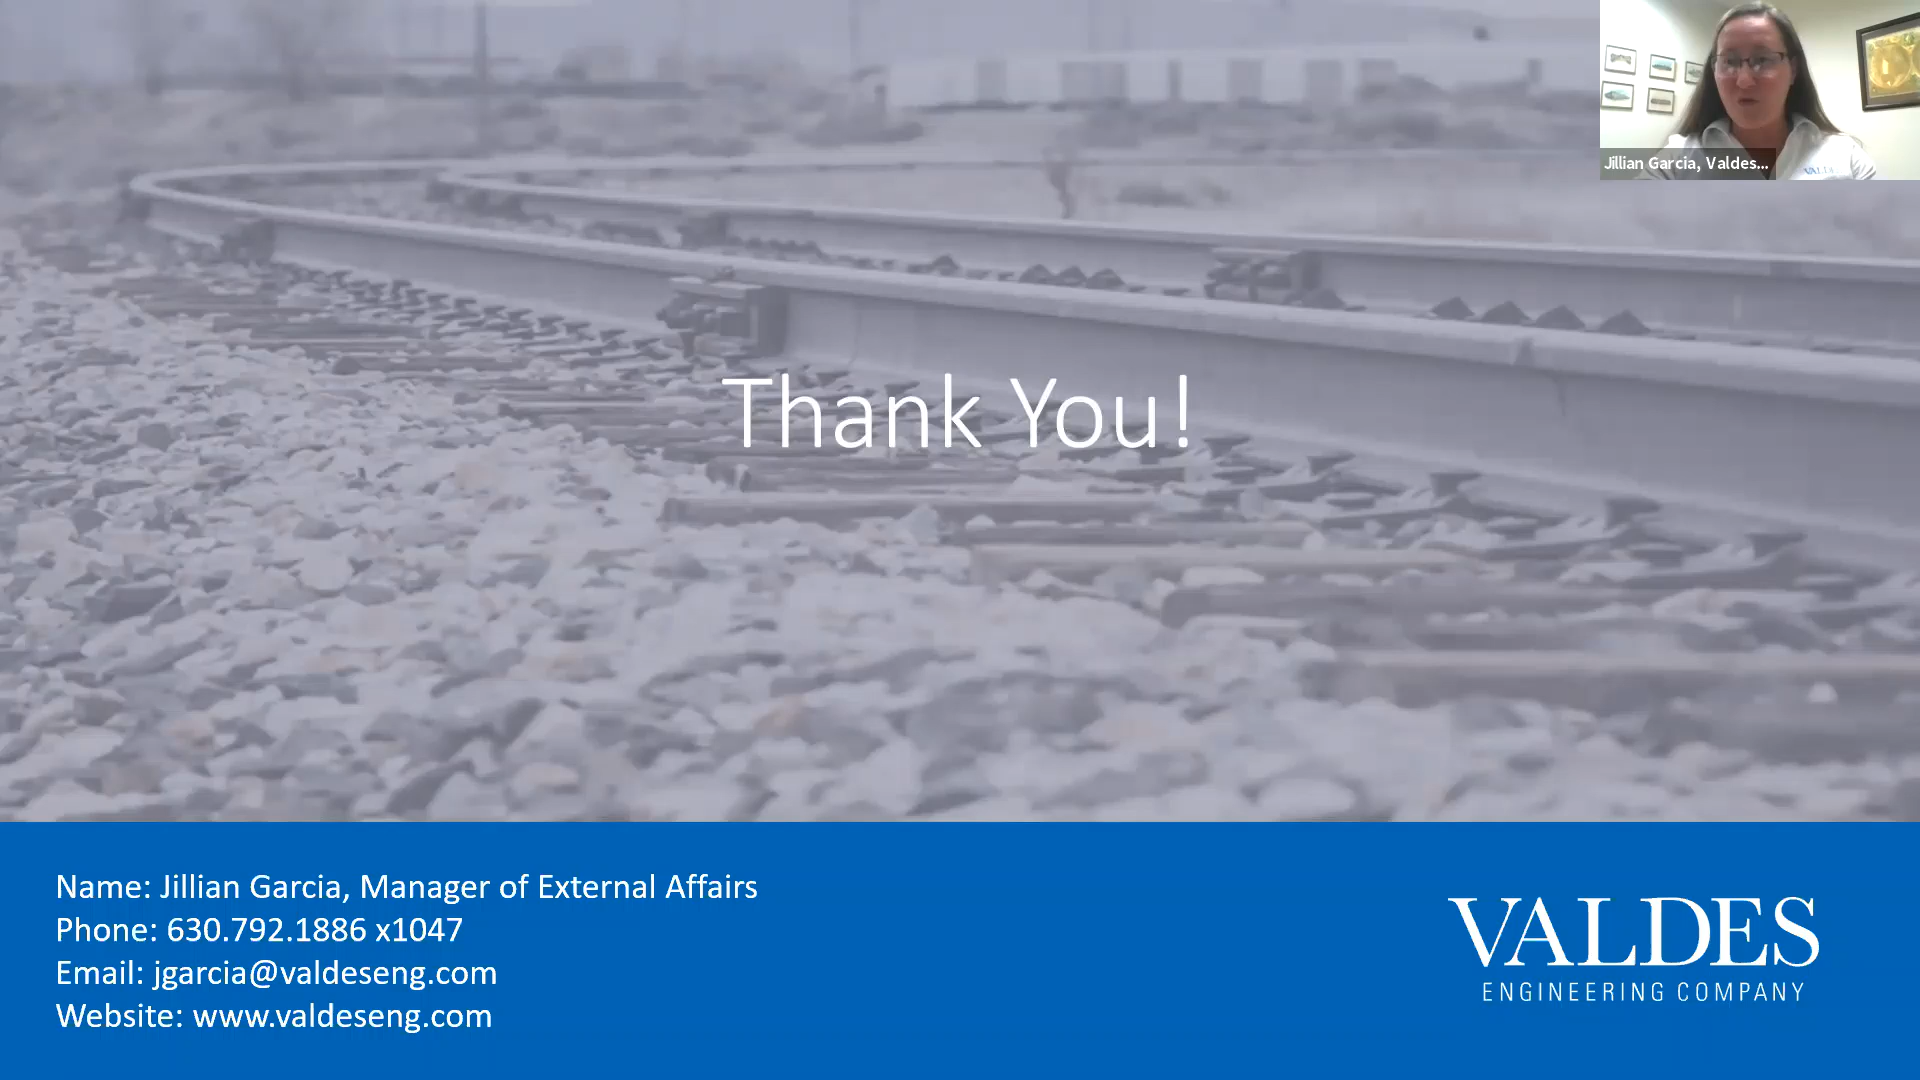 Jillian Garcia, Valdes...
Thank You!
Name: Jillian Garcia, Manager of External Affairs
Phone: 630.792.1886 x1047
Email: jgarcia@valdeseng.com
Website: www.valdeseng.com
VALDES
ENGINEERING COMPANY